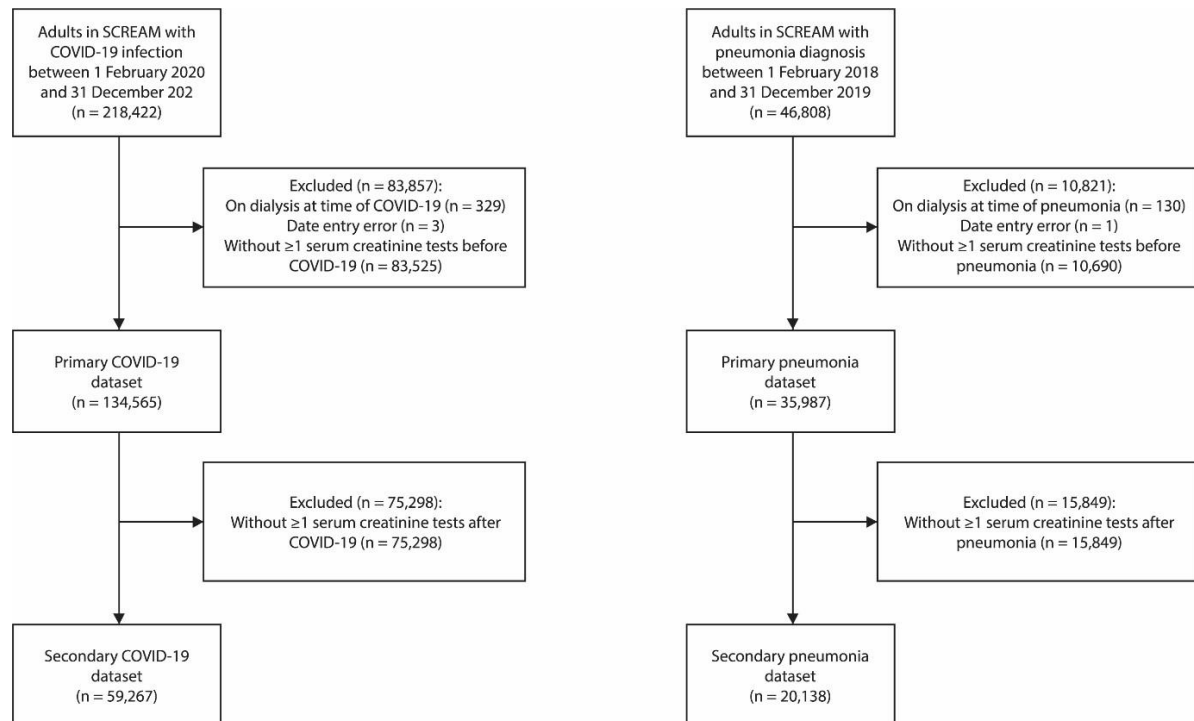 Adults in SCREAM with
COVID-19 infection
between 1 February 2020
and 31 December 202
(n = 218,422)
Excluded (n = 83,857):
On dialysis at time of COVID-19 (n = 329)
Date entry error (n = 3)
Without ≥1 serum creatinine tests before
COVID-19 (n = 83,525)
Primary COVID-19
dataset
(n = 134,565)
Excluded (n = 75,298):
Without ≥1 serum creatinine tests after
COVID-19 (n = 75,298)
Secondary COVID-19
dataset
(n = 59,267)
Adults in SCREAM with
pneumonia diagnosis
between 1 February 2018
and 31 December 2019
(n = 46,808)
Excluded (n = 10,821):
On dialysis at time of pneumonia (n = 130)
Date entry error (n = 1)
Without ≥1 serum creatinine tests before
pneumonia (n = 10,690)
Primary pneumonia
dataset
(n = 35,987)
Excluded (n = 15,849):
Without ≥1 serum creatinine tests after
pneumonia (n = 15,849)
Secondary pneumonia
dataset
(n = 20,138)